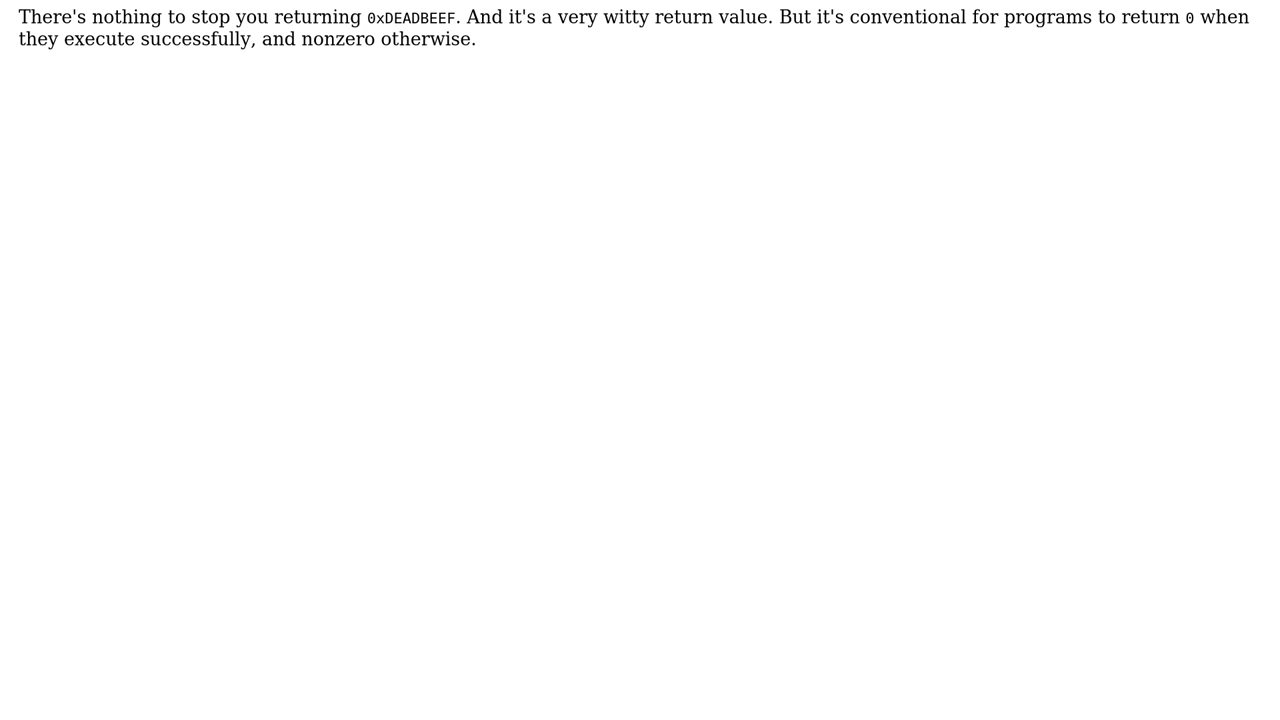 There's nothing to stop you returning 0xDEADBEEF. And it's a very witty return value. But it's conventional for programs to return 0 when
they execute successfully, and nonzero otherwise.